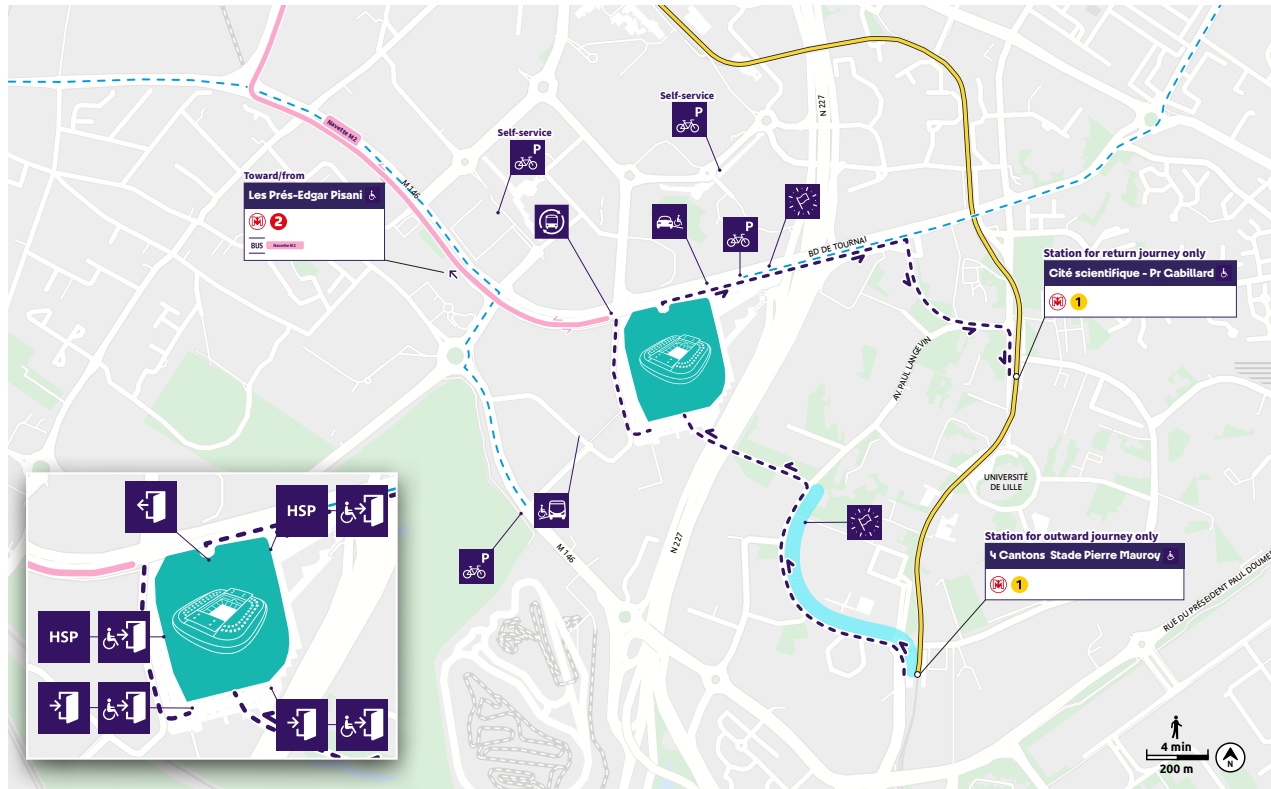 Self-service
P
N 227
Self-service
P
Navette M2
Toward/from
Les Prés-Edgar Pisani
M 2
BUS Navette M2
M 146
P
BD DE TOURNAI
Station for return journey only
Cité scientifique - Pr Gabillard
M 1
AV. PAUL LANGEVIN
UNIVERSITÉ
DE LILLE
HSP
HSP
P
M 146
N 227
Station for outward journey only
4 Cantons Stade Pierre Mauroy
M 1
RUE DU PRÉSEIDENT PAUL DOUMER
4 min
200 m
N